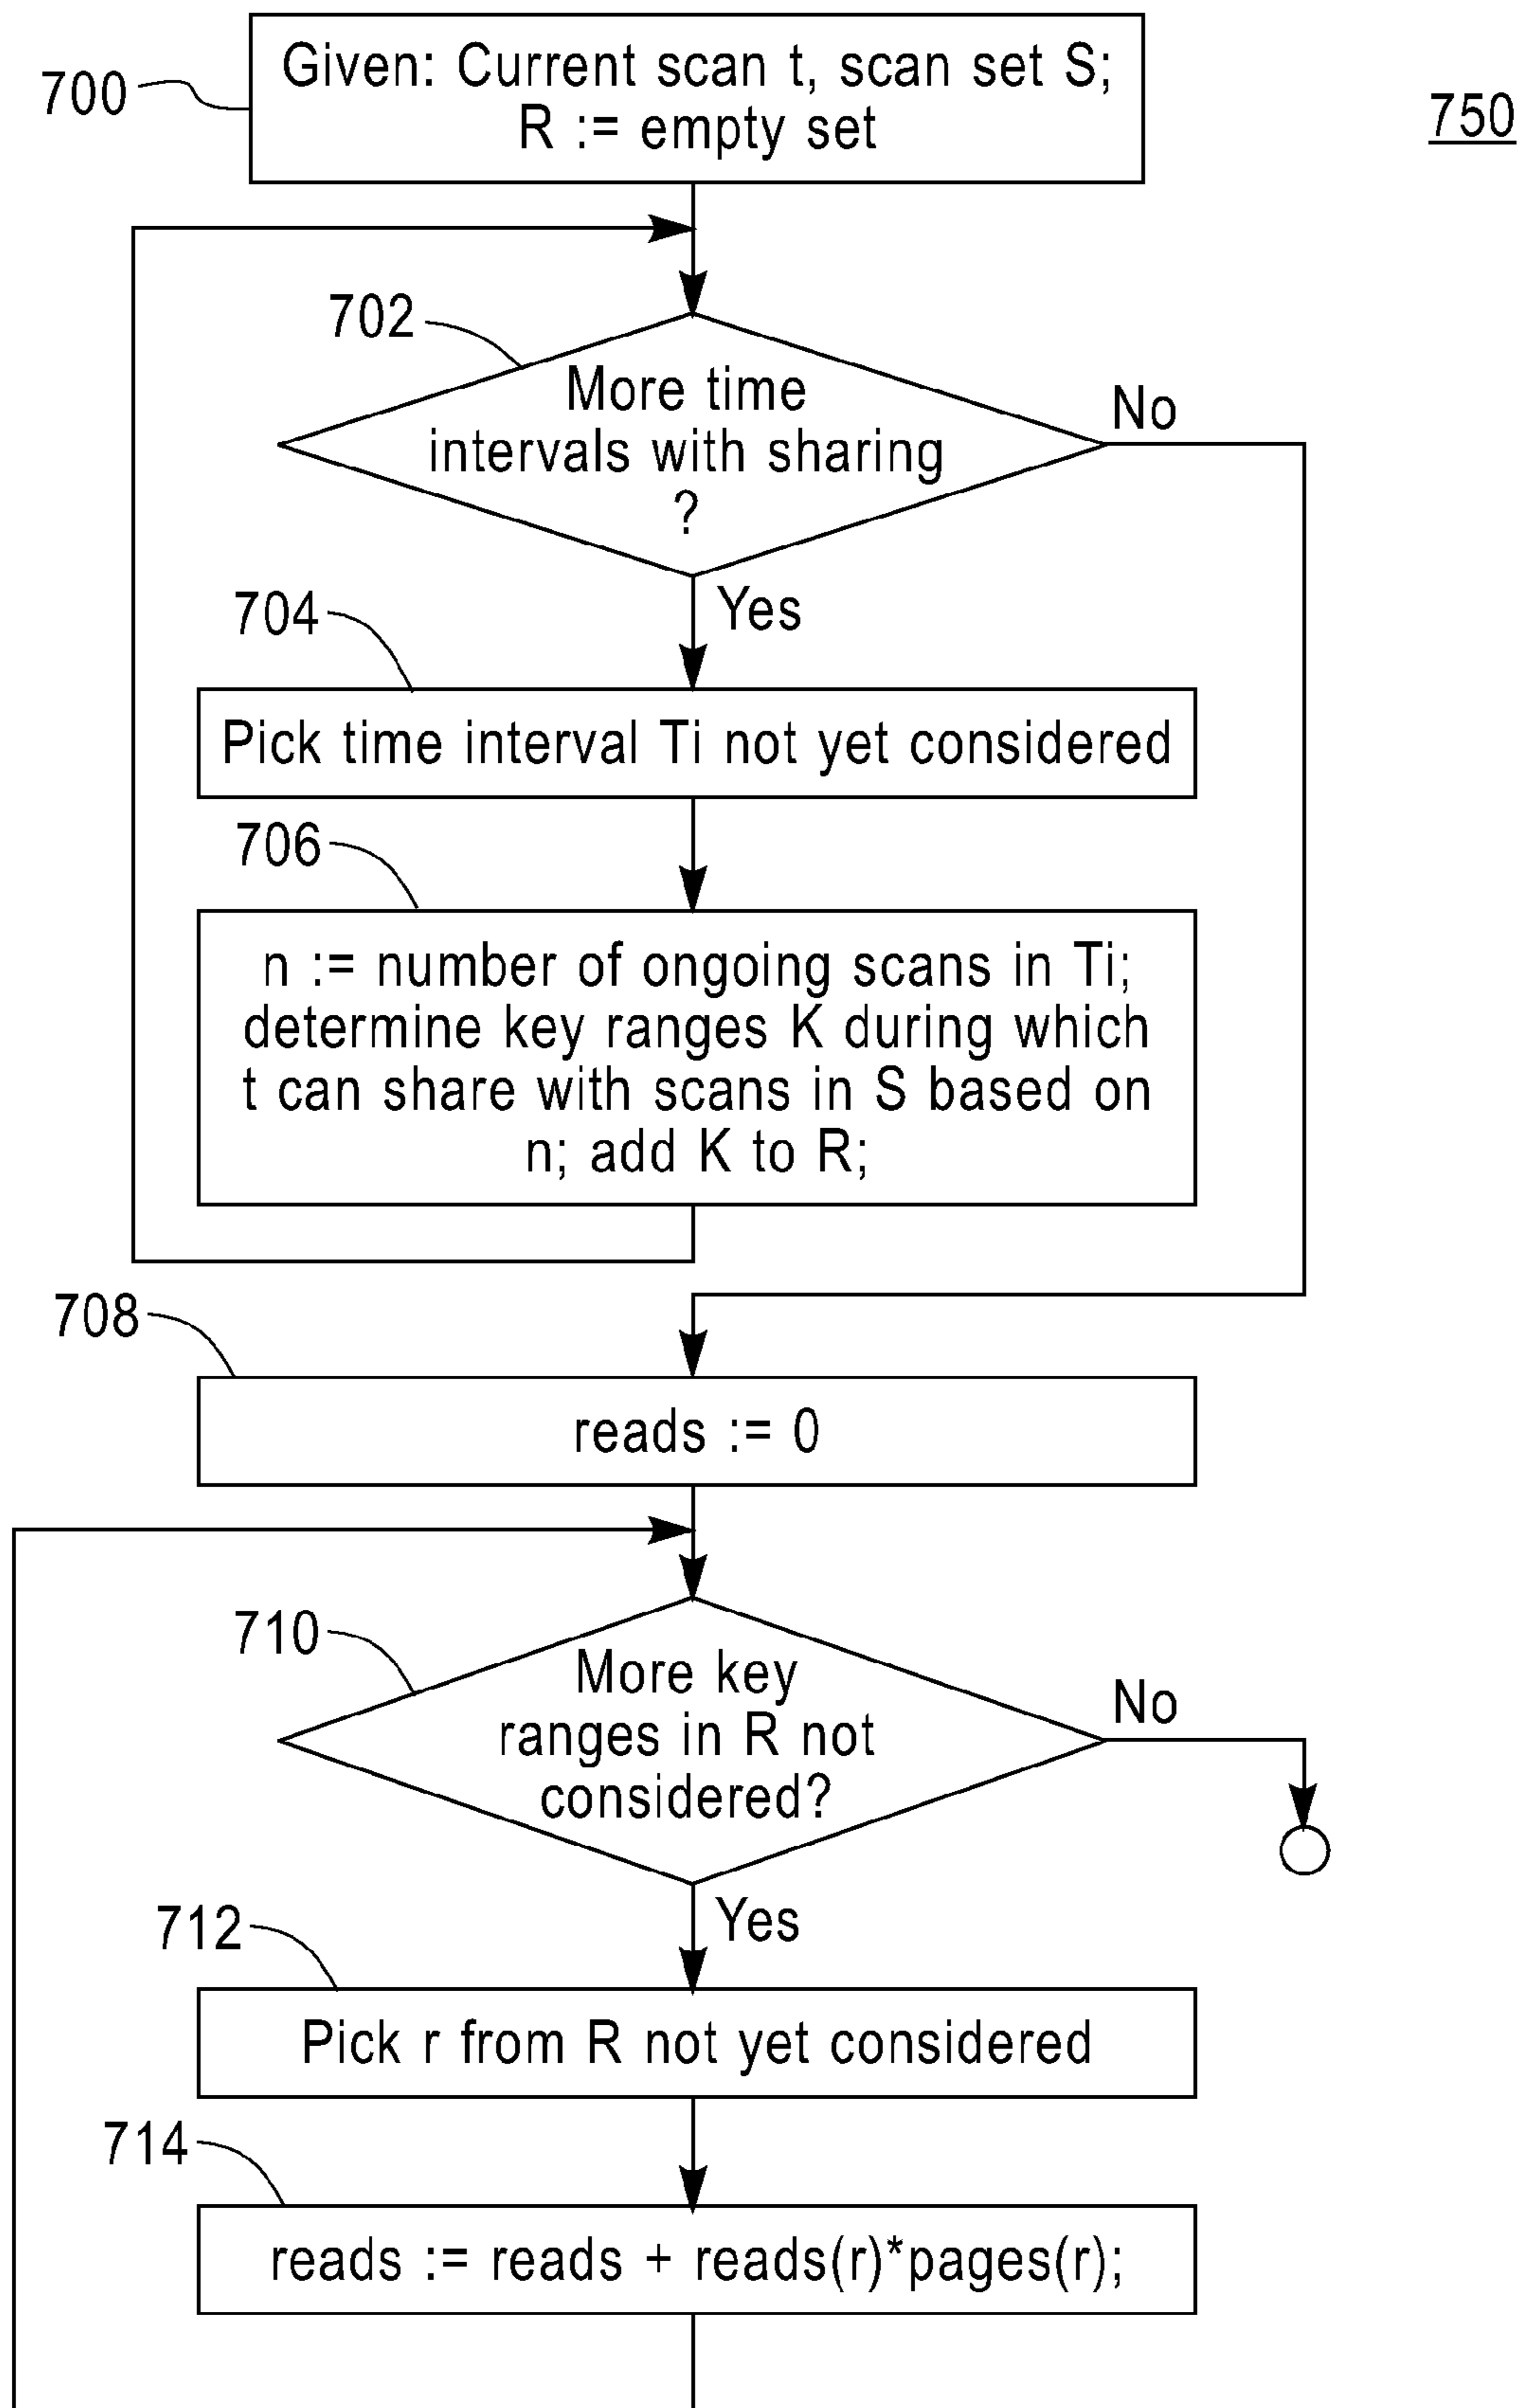 700
Given: Current scan t, scan set S;
R := empty set
750
702
More time
intervals with sharing
?
No
Yes
704
Pick time interval Ti not yet considered
706
n := number of ongoing scans in Ti;
determine key ranges K during which
t can share with scans in S based on
n; add K to R;
708
reads := 0
710
More key
ranges in R not
considered?
No
Yes
712
Pick r from R not yet considered
714
reads := reads + reads(r)*pages(r);